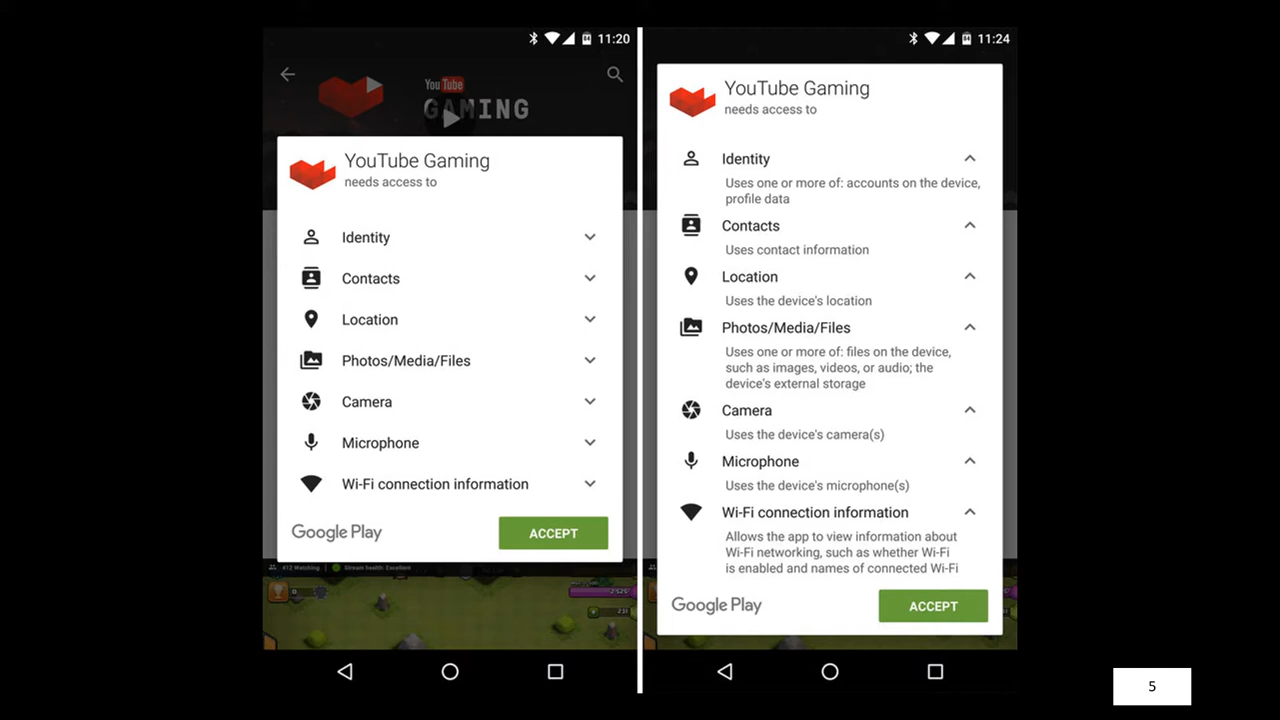 11:20
You Tube
GAMING
YouTube Gaming
needs access to
Identity
Contacts
Location
Photos/Media/Files
Camera
Microphone
Wi-Fi connection information
Google Play
ACCEPT
412 Watching
Stream health: Excellent
11:24
YouTube Gaming
needs access to
Identity
Uses one or more of: accounts on the device,
profile data
Contacts
Uses contact information
Location
Uses the device's location
Photos/Media/Files
Uses one or more of: files on the device,
such as images, videos, or audio; the
device's external storage
Camera
Uses the device's camera(s)
Microphone
Uses the device's microphone(s)
Wi-Fi connection information
Allows the app to view information about
Wi-Fi networking, such as whether Wi-Fi
is enabled and names of connected Wi-Fi
Google Play
ACCEPT
5